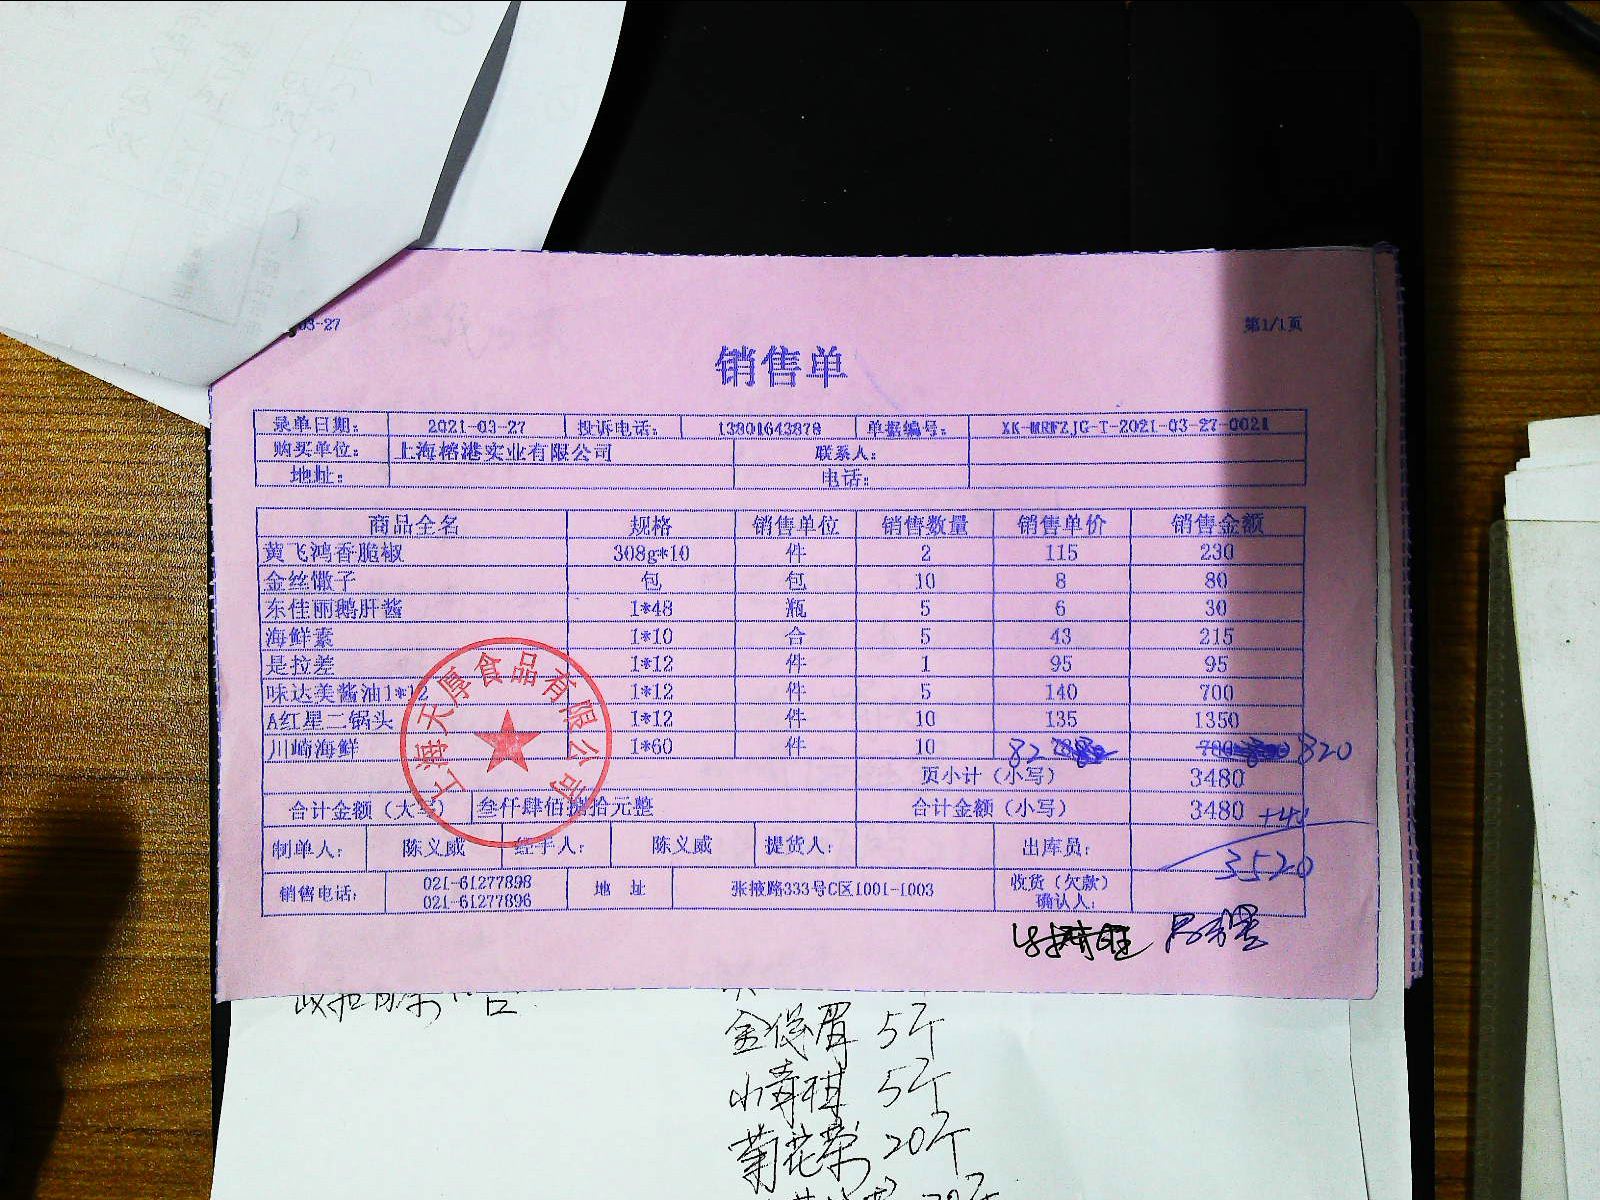 03-27
第1/1页
销售单
录单日期： 2021-03-27 投诉电话： 13801643878 单据编号： XK-MRFZJG-T-2021-03-27-0021
购买单位： 上海榕港实业有限公司 联系人：
地址： 电话：
商品全名 规格 销售单位 销售数量 销售单价 销售金额
黄飞鸿香脆椒 308g*10 件 2 115 230
金丝馓子 包 包 10 8 80
东佳丽鹅肝酱 1*48 瓶 5 6 30
海鲜素 1*10 合 5 43 215
是拉差 1*12 件 1 95 95
味达美酱油1*12 1*12 件 5 140 700
A红星二锅头 1*12 件 10 135 1350
川崎海鲜 1*60 件 10 82 820
页小计（小写） 3480
合计金额（大写） 叁仟肆佰捌拾元整 合计金额（小写） 3480
3520
制单人： 陈义威 经手人： 陈义威 提货人： 出库员：
销售电话： 021-61277898 地 址 张掖路333号C区1001-1003 收货（欠款）
021-61277896 确认人：
上海天厚食品有限公司
金俊眉 5斤
小青柑 5斤
菊花茶 20斤